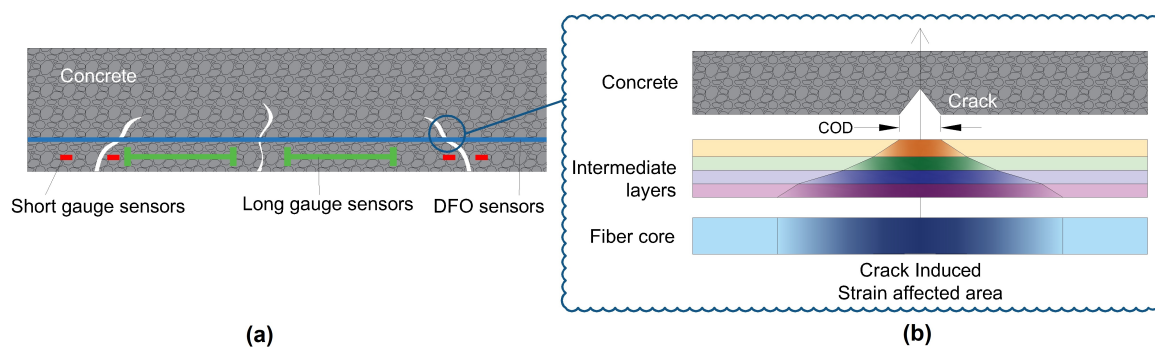 Concrete
Short gauge sensors
Long gauge sensors
DFO sensors
(a)
Concrete
Crack
COD
Intermediate
layers
Fiber core
Crack Induced
Strain affected area
(b)